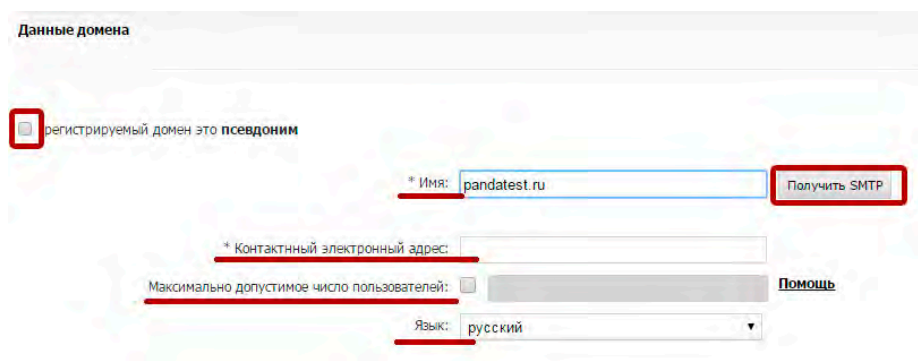 Данные домена
регистрируемый домен это псевдоним
* Имя: pandatest.ru Получить SMTP
* Контактнный электронный адрес:
Максимально допустимое число пользователей: Помощь
Язык: русский